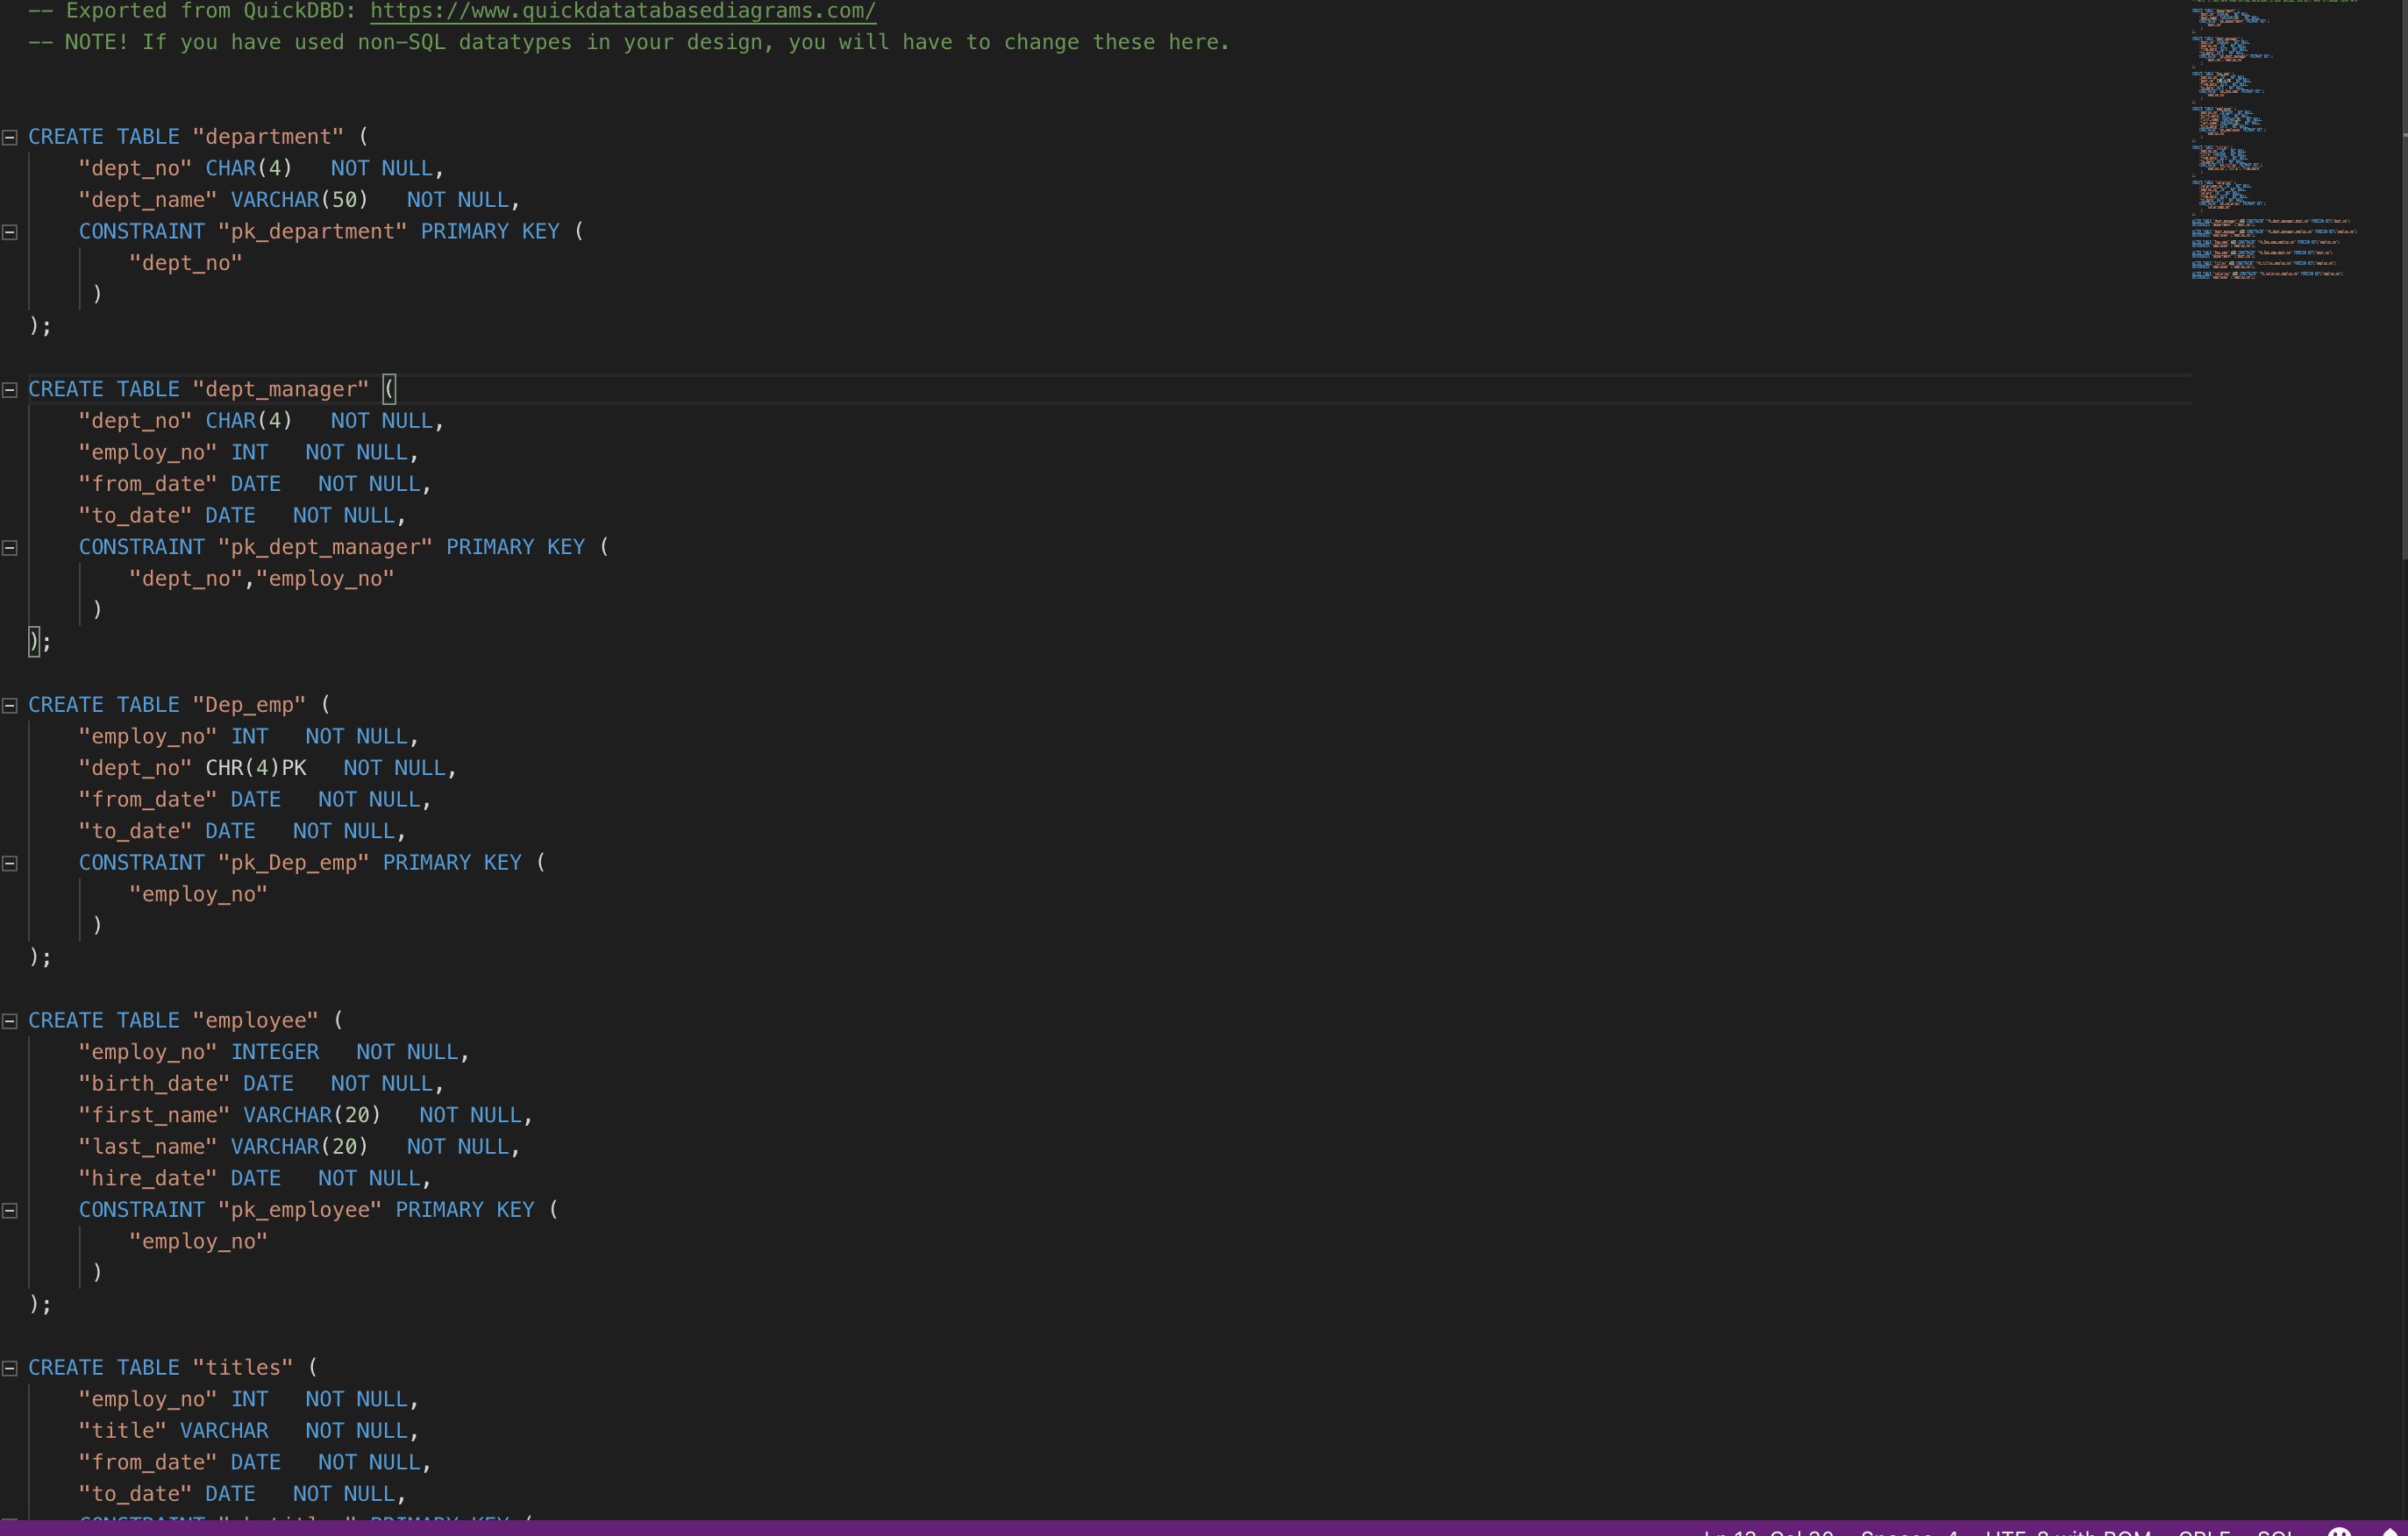 -- Exported from QuickDBD: https://www.quickdatatabasediagrams.com/
-- NOTE! If you have used non-SQL datatypes in your design, you will have to change these here.
CREATE TABLE "department" (
"dept_no" CHAR(4)   NOT NULL,
"dept_name" VARCHAR(50)   NOT NULL,
CONSTRAINT "pk_department" PRIMARY KEY (
"dept_no"
)
);
CREATE TABLE "dept_manager" (
"dept_no" CHAR(4)   NOT NULL,
"employ_no" INT   NOT NULL,
"from_date" DATE   NOT NULL,
"to_date" DATE   NOT NULL,
CONSTRAINT "pk_dept_manager" PRIMARY KEY (
"dept_no","employ_no"
)
);
CREATE TABLE "Dep_emp" (
"employ_no" INT   NOT NULL,
"dept_no" CHR(4)PK   NOT NULL,
"from_date" DATE   NOT NULL,
"to_date" DATE   NOT NULL,
CONSTRAINT "pk_Dep_emp" PRIMARY KEY (
"employ_no"
)
);
CREATE TABLE "employee" (
"employ_no" INTEGER   NOT NULL,
"birth_date" DATE   NOT NULL,
"first_name" VARCHAR(20)   NOT NULL,
"last_name" VARCHAR(20)   NOT NULL,
"hire_date" DATE   NOT NULL,
CONSTRAINT "pk_employee" PRIMARY KEY (
"employ_no"
)
);
CREATE TABLE "titles" (
"employ_no" INT   NOT NULL,
"title" VARCHAR   NOT NULL,
"from_date" DATE   NOT NULL,
"to_date" DATE   NOT NULL,